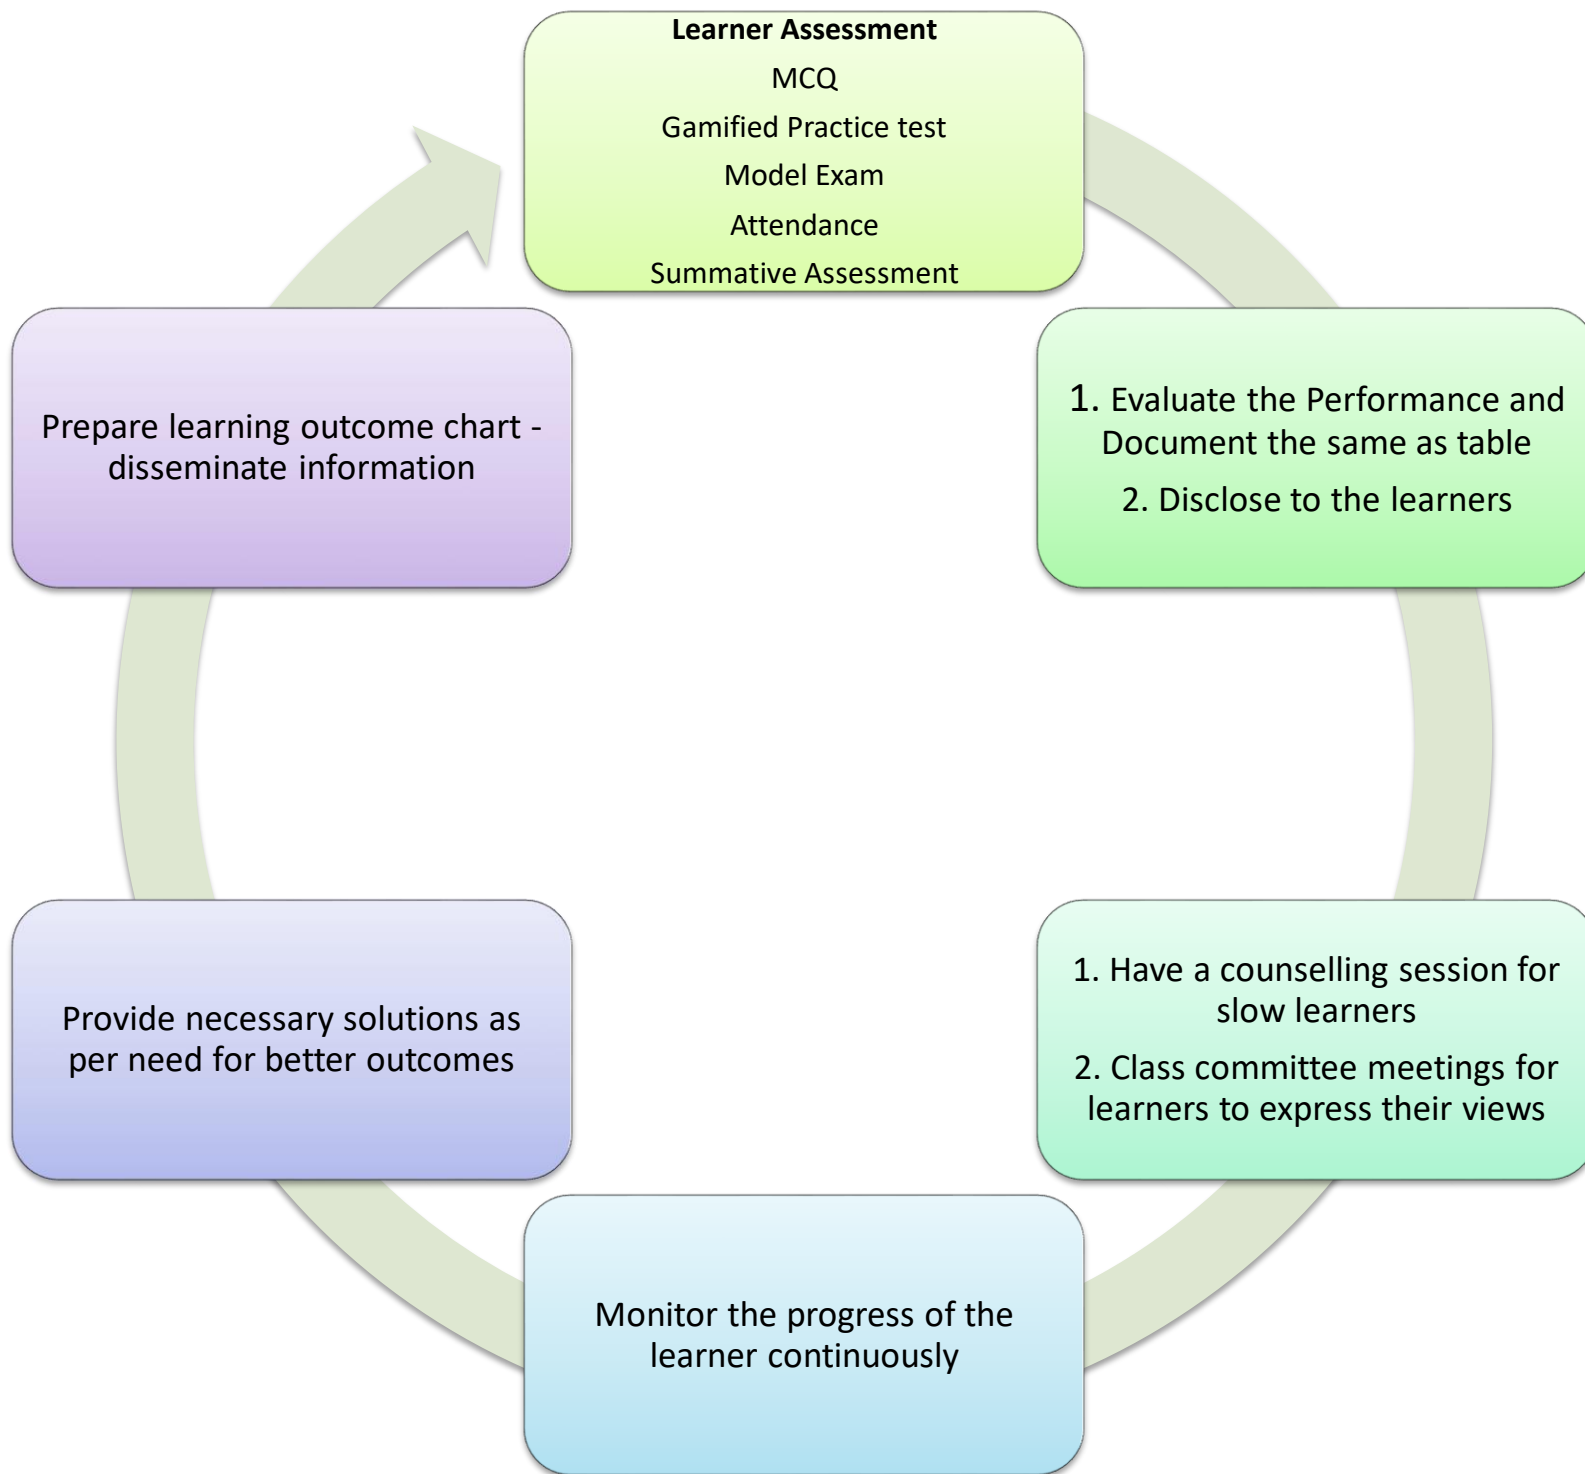 Learner Assessment
MCQ
Gamified Practice test
Model Exam
Attendance
Summative Assessment
1. Evaluate the Performance and
Document the same as table
2. Disclose to the learners
1. Have a counselling session for
slow learners
2. Class committee meetings for
learners to express their views
Monitor the progress of the
learner continuously
Provide necessary solutions as
per need for better outcomes
Prepare learning outcome chart -
disseminate information